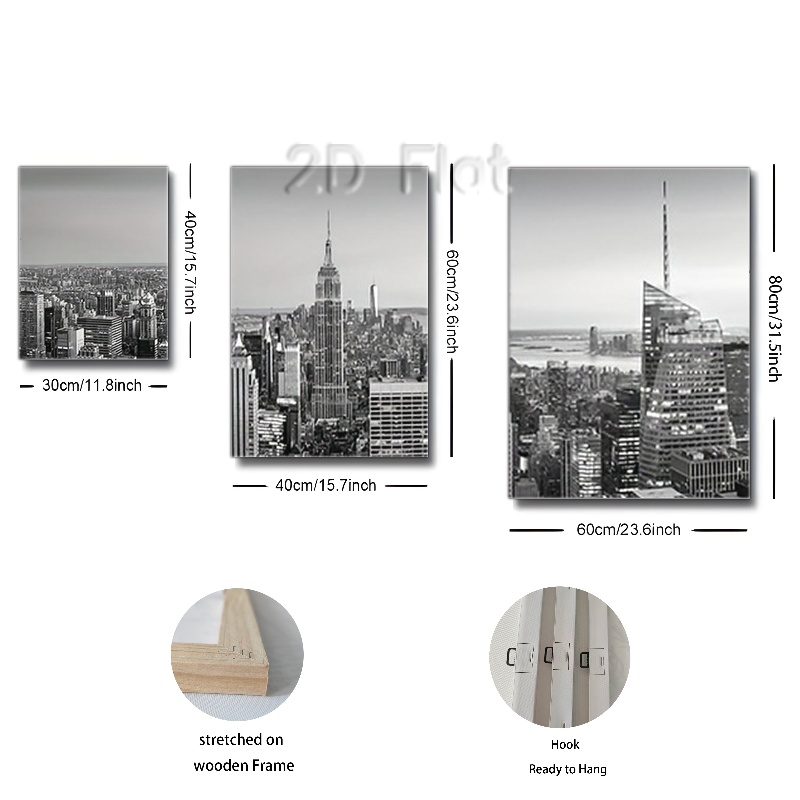 2D Flat
40cm/15.7inch
30cm/11.8inch
60cm/23.6inch
40cm/15.7inch
80cm/31.5inch
60cm/23.6inch
stretched on
wooden Frame
Hook
Ready to Hang